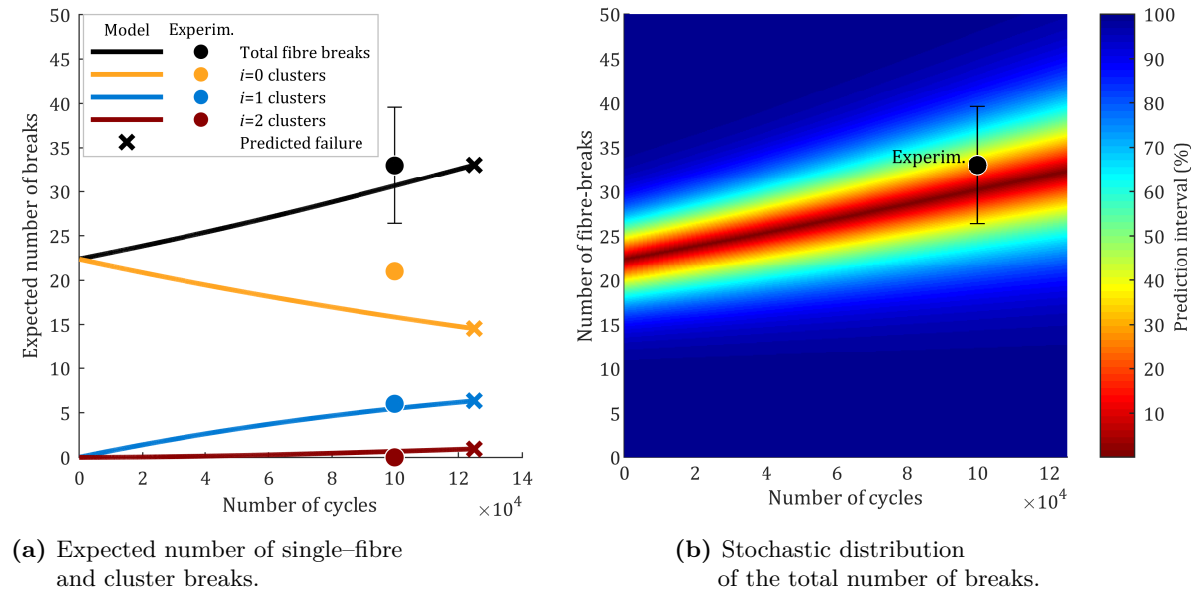 50
45
40
35
30
25
20
15
10
5
0
Expected number of breaks
Model Experim.
Total fibre breaks
i=0 clusters
i=1 clusters
i=2 clusters
Predicted failure
0 2 4 6 8 10 12 14
Number of cycles
×10⁴
50
45
40
35
30
25
20
15
10
5
0
Number of fibre-breaks
Experim.
0 2 4 6 8 10 12
Number of cycles
×10⁴
100
90
80
70
60
50
40
30
20
10
Prediction interval (%)
(a) Expected number of single–fibre
and cluster breaks.
(b) Stochastic distribution
of the total number of breaks.